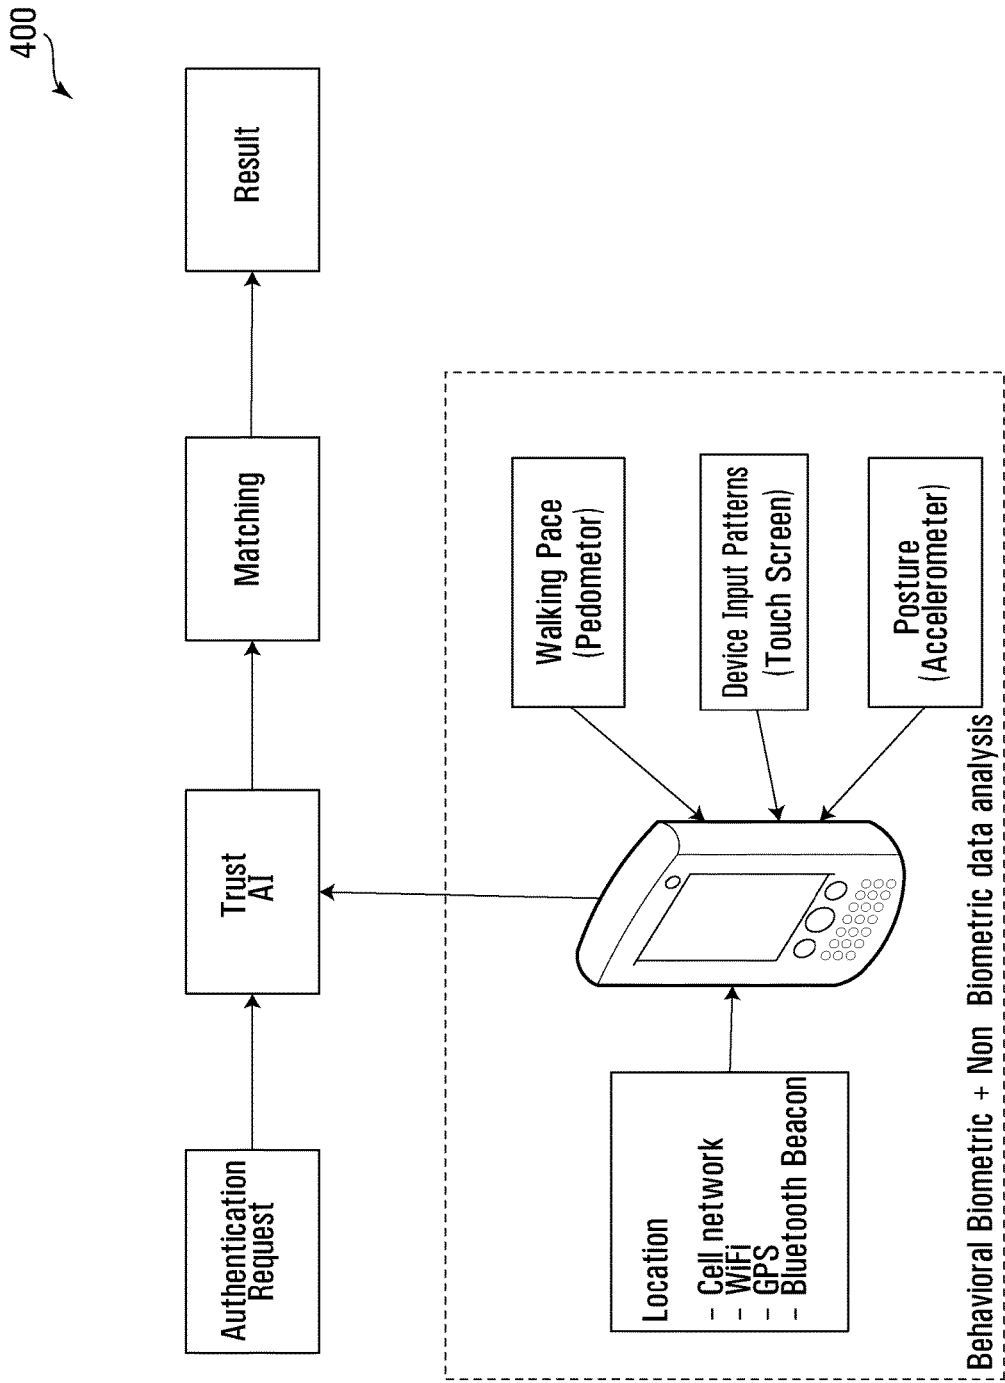 400
Authentication
Request
Trust
AI
Matching
Result
Location
- Cell network
- WiFi
- GPS
- Bluetooth Beacon
Walking Pace
(Pedometor)
Device Input Patterns
(Touch Screen)
Posture
(Accelerometer)
Behavioral Biometric + Non Biometric data analysis